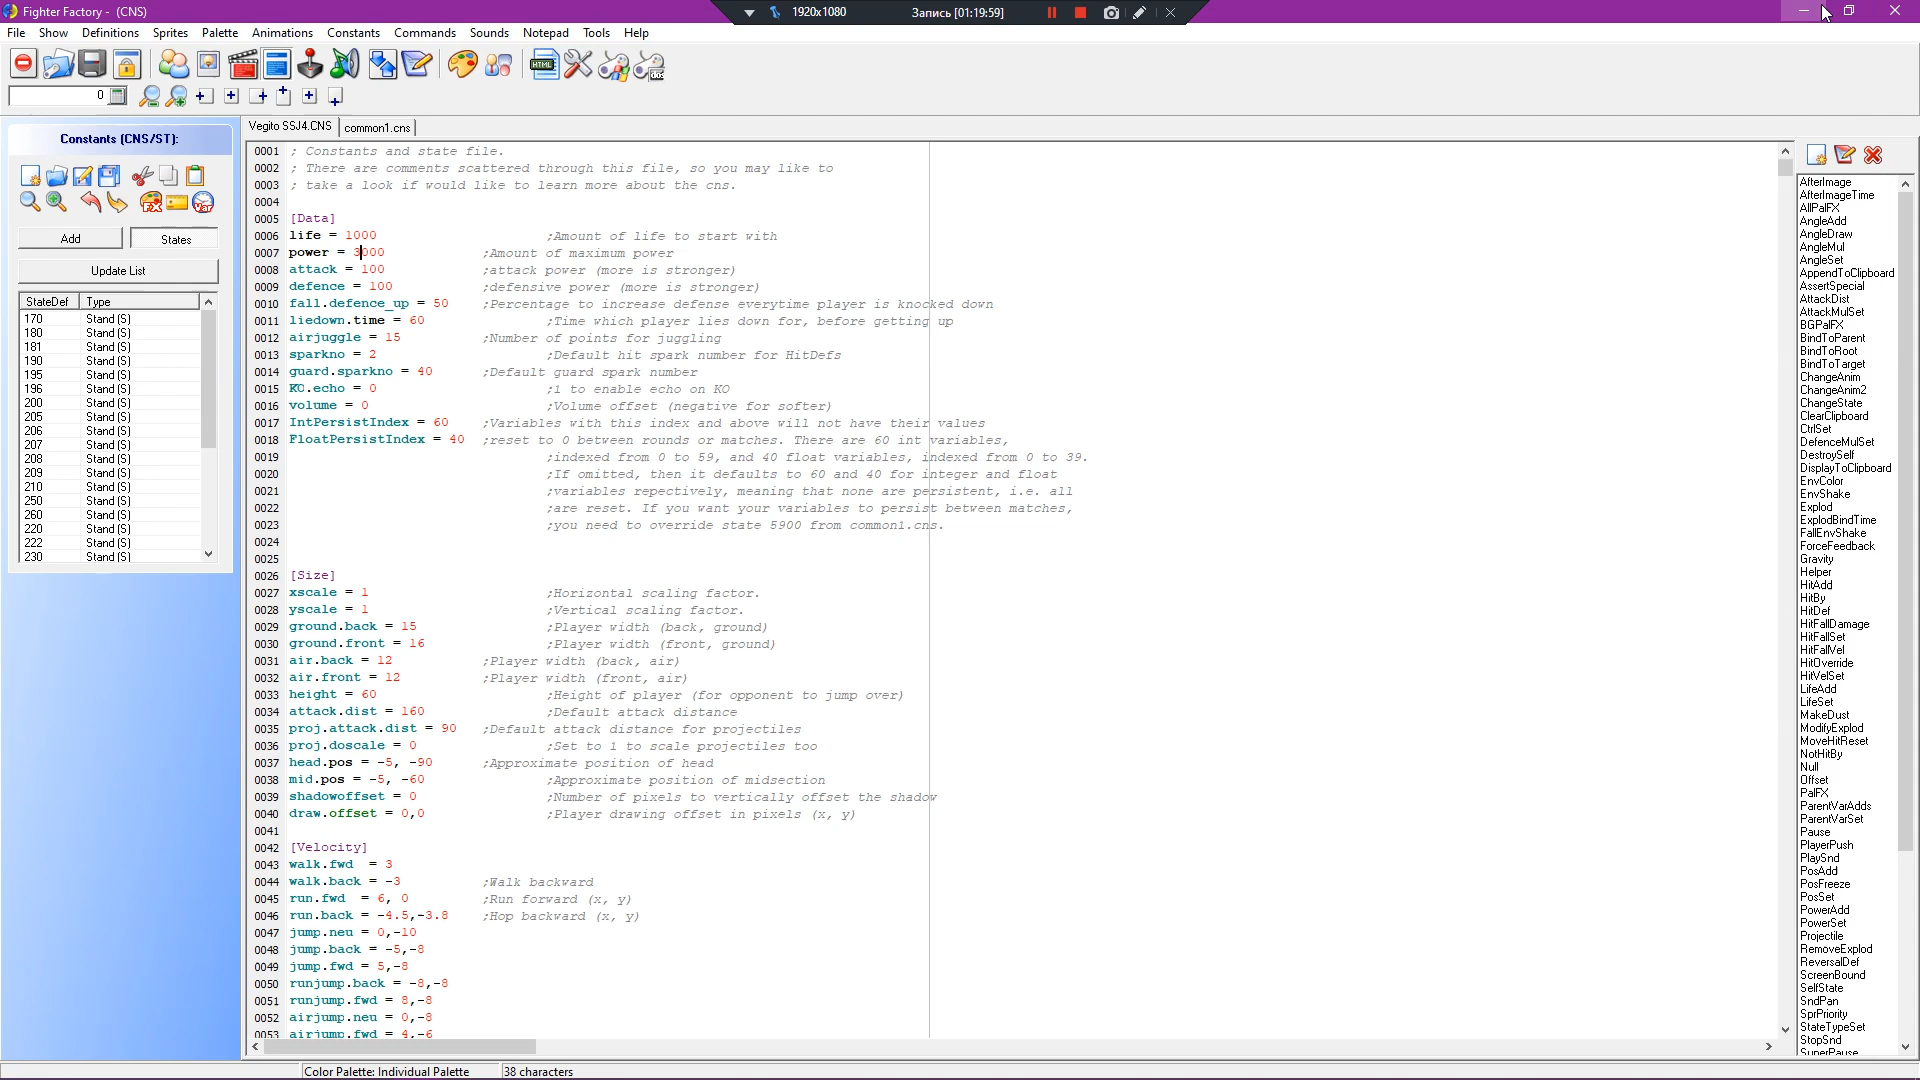 Fighter Factory - (CNS)
1920x1080
Запись [01:19:59]
File Show Definitions Sprites Palette Animations Constants Commands Sounds Notepad Tools Help
HTML
dos
0
Constants (CNS/ST):
Vegito SSJ4.CNS common1.cns
FX
Var
Add States
Update List
StateDef Type
170 Stand (S)
180 Stand (S)
181 Stand (S)
190 Stand (S)
195 Stand (S)
196 Stand (S)
200 Stand (S)
205 Stand (S)
206 Stand (S)
207 Stand (S)
208 Stand (S)
209 Stand (S)
210 Stand (S)
250 Stand (S)
260 Stand (S)
220 Stand (S)
222 Stand (S)
230 Stand (S)
0001 ; Constants and state file.
0002 ; There are comments scattered through this file, so you may like to
0003 ; take a look if would like to learn more about the cns.
0004
0005 [Data]
0006 life = 1000 ;Amount of life to start with
0007 power = 3000 ;Amount of maximum power
0008 attack = 100 ;attack power (more is stronger)
0009 defence = 100 ;defensive power (more is stronger)
0010 fall.defence_up = 50 ;Percentage to increase defense everytime player is knocked down
0011 liedown.time = 60 ;Time which player lies down for, before getting up
0012 airjuggle = 15 ;Number of points for juggling
0013 sparkno = 2 ;Default hit spark number for HitDefs
0014 guard.sparkno = 40 ;Default guard spark number
0015 KO.echo = 0 ;1 to enable echo on KO
0016 volume = 0 ;Volume offset (negative for softer)
0017 IntPersistIndex = 60 ;Variables with this index and above will not have their values
0018 FloatPersistIndex = 40 ;reset to 0 between rounds or matches. There are 60 int variables,
0019 ;indexed from 0 to 59, and 40 float variables, indexed from 0 to 39.
0020 ;If omitted, then it defaults to 60 and 40 for integer and float
0021 ;variables repectively, meaning that none are persistent, i.e. all
0022 ;are reset. If you want your variables to persist between matches,
0023 ;you need to override state 5900 from common1.cns.
0024
0025
0026 [Size]
0027 xscale = 1 ;Horizontal scaling factor.
0028 yscale = 1 ;Vertical scaling factor.
0029 ground.back = 15 ;Player width (back, ground)
0030 ground.front = 16 ;Player width (front, ground)
0031 air.back = 12 ;Player width (back, air)
0032 air.front = 12 ;Player width (front, air)
0033 height = 60 ;Height of player (for opponent to jump over)
0034 attack.dist = 160 ;Default attack distance
0035 proj.attack.dist = 90 ;Default attack distance for projectiles
0036 proj.doscale = 0 ;Set to 1 to scale projectiles too
0037 head.pos = -5, -90 ;Approximate position of head
0038 mid.pos = -5, -60 ;Approximate position of midsection
0039 shadowoffset = 0 ;Number of pixels to vertically offset the shadow
0040 draw.offset = 0,0 ;Player drawing offset in pixels (x, y)
0041
0042 [Velocity]
0043 walk.fwd = 3
0044 walk.back = -3 ;Walk backward
0045 run.fwd = 6, 0 ;Run forward (x, y)
0046 run.back = -4.5,-3.8 ;Hop backward (x, y)
0047 jump.neu = 0,-10
0048 jump.back = -5,-8
0049 jump.fwd = 5,-8
0050 runjump.back = -8,-8
0051 runjump.fwd = 8,-8
0052 airjump.neu = 0,-8
0053 airjump.fwd = 4,-6
AfterImage
AfterImageTime
AllPalFX
AngleAdd
AngleDraw
AngleMul
AngleSet
AppendToClipboard
AssertSpecial
AttackDist
AttackMulSet
BGPalFX
BindToParent
BindToRoot
BindToTarget
ChangeAnim
ChangeAnim2
ChangeState
ClearClipboard
CtrlSet
DefenceMulSet
DestroySelf
DisplayToClipboard
EnvColor
EnvShake
Explod
ExplodBindTime
FallEnvShake
ForceFeedback
Gravity
Helper
HitAdd
HitBy
HitDef
HitFallDamage
HitFallSet
HitFallVel
HitOverride
HitVelSet
LifeAdd
LifeSet
MakeDust
ModifyExplod
MoveHitReset
NotHitBy
Null
Offset
PalFX
ParentVarAdds
ParentVarSet
Pause
PlayerPush
PlaySnd
PosAdd
PosFreeze
PosSet
PowerAdd
PowerSet
Projectile
RemoveExplod
ReversalDef
ScreenBound
SelfState
SndPan
SprPriority
StateTypeSet
StopSnd
SuperPause
Color Palette: Individual Palette 38 characters